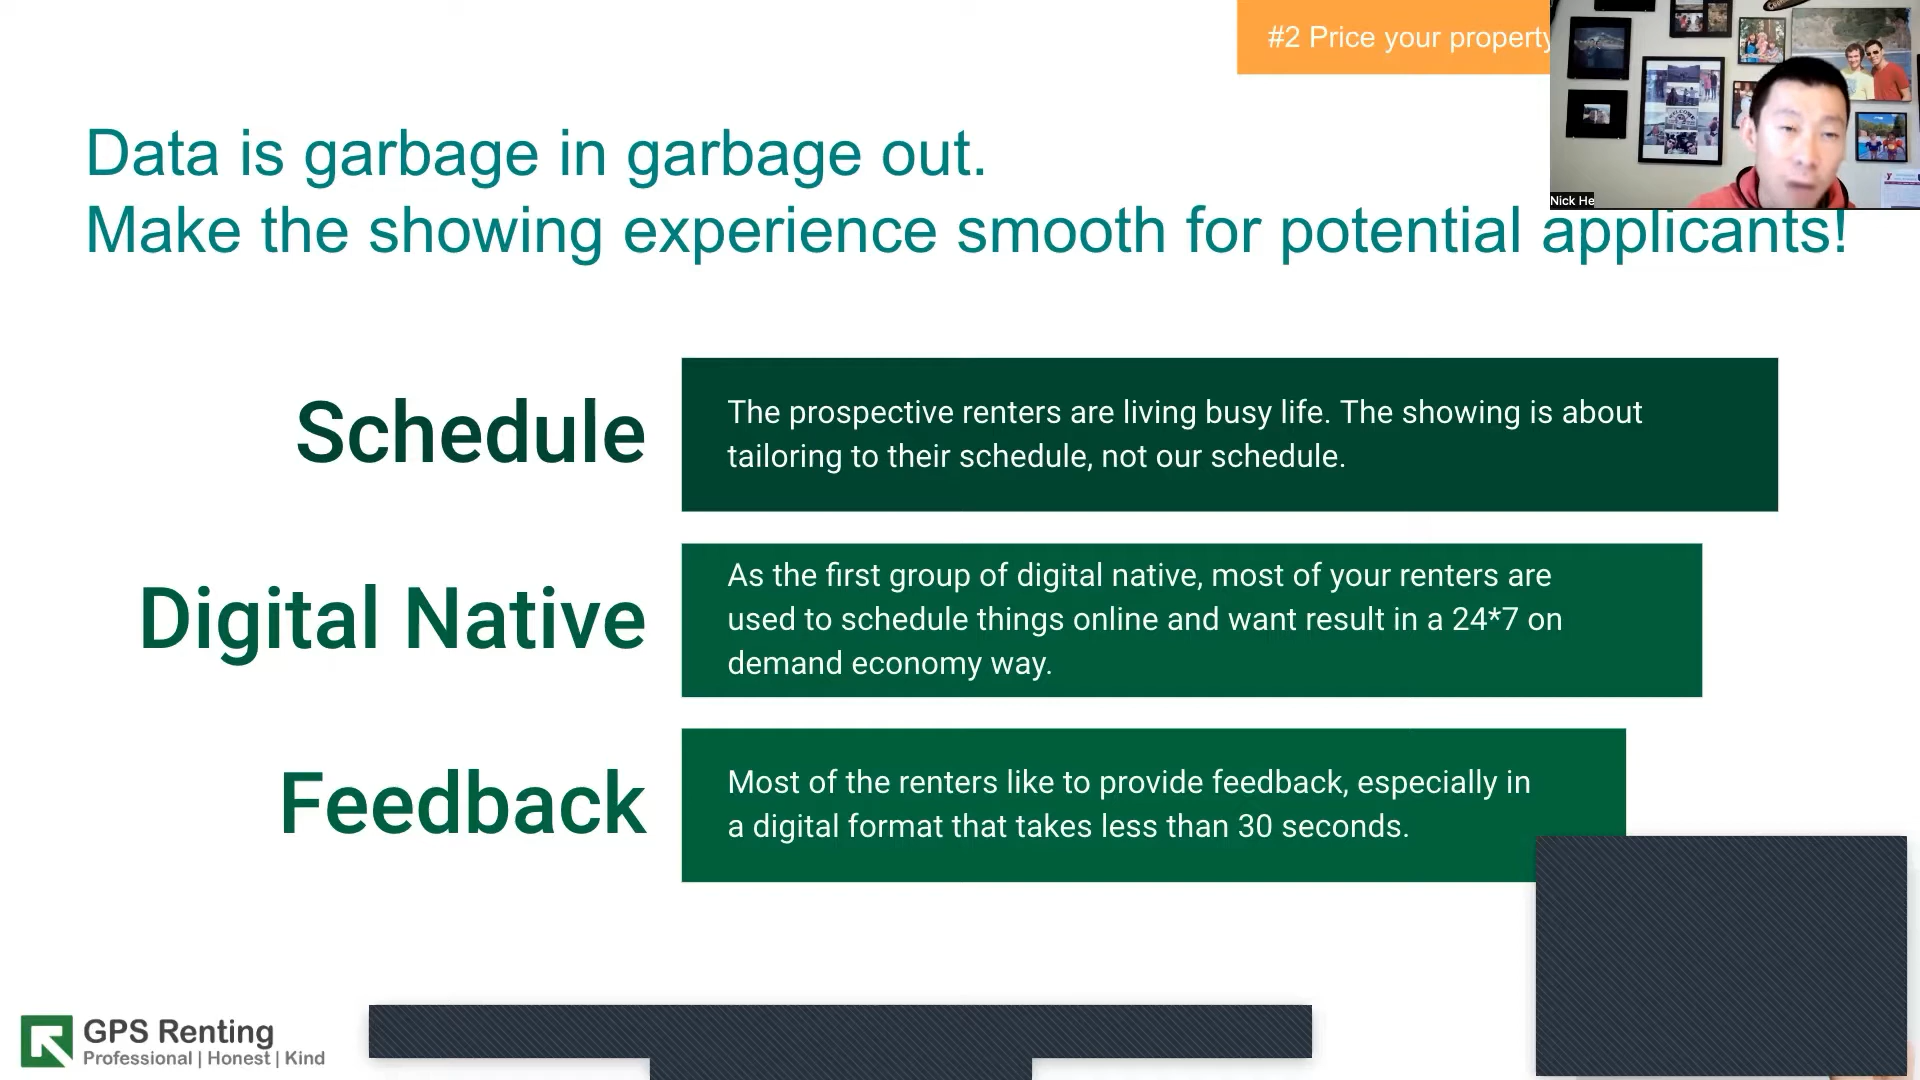 #2 Price your property
Data is garbage in garbage out.
Make the showing experience smooth for potential applicants!
Schedule
The prospective renters are living busy life. The showing is about
tailoring to their schedule, not our schedule.
Digital Native
As the first group of digital native, most of your renters are
used to schedule things online and want result in a 24*7 on
demand economy way.
Feedback
Most of the renters like to provide feedback, especially in
a digital format that takes less than 30 seconds.
Nick He
GPS Renting
Professional | Honest | Kind